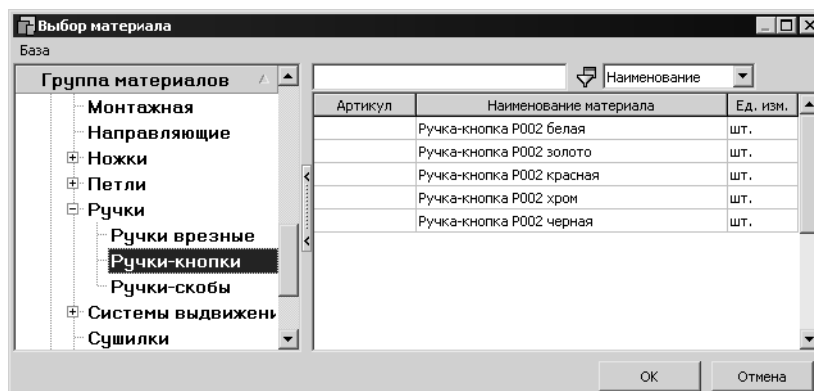 Выбор материала
База
Группа материалов
Наименование
Монтажная
Направляющие
Ножки
Петли
Ручки
Ручки врезные
Ручки-кнопки
Ручки-скобы
Системы выдвижени
Сушилки
Артикул Наименование материала Ед. изм.
Ручка-кнопка P002 белая шт.
Ручка-кнопка P002 золото шт.
Ручка-кнопка P002 красная шт.
Ручка-кнопка P002 хром шт.
Ручка-кнопка P002 черная шт.
OK Отмена